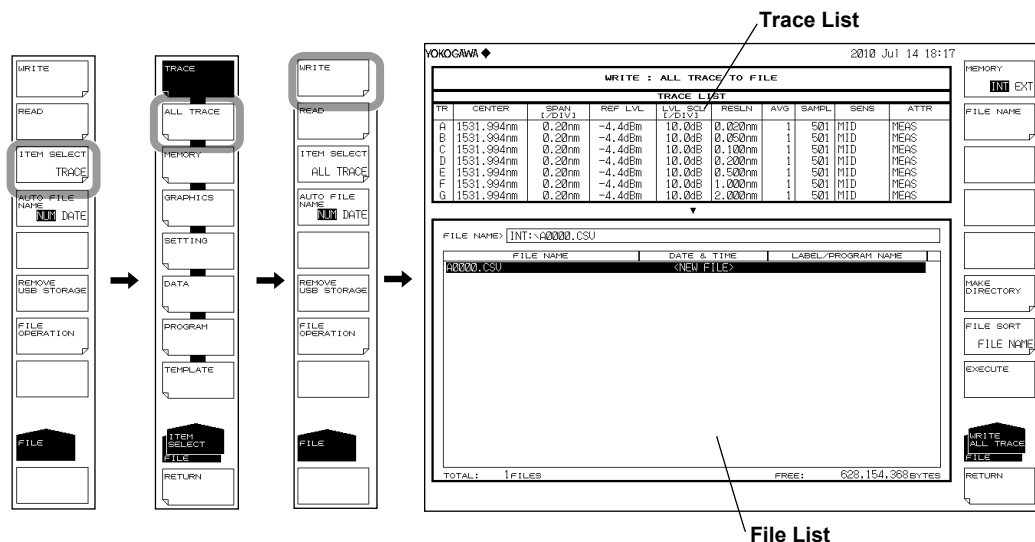 Trace List
WRITE
READ
ITEM SELECT
TRACE
AUTO FILE
NAME
NUM DATE
REMOVE
USB STORAGE
FILE
OPERATION
FILE
TRACE
ALL TRACE
MEMORY
GRAPHICS
SETTING
DATA
PROGRAM
TEMPLATE
ITEM
SELECT
FILE
RETURN
WRITE
READ
ITEM SELECT
ALL TRACE
AUTO FILE
NAME
NUM DATE
REMOVE
USB STORAGE
FILE
OPERATION
FILE
YOKOGAWA 2010 Jul 14 18:17
WRITE : ALL TRACE TO FILE
TRACE LIST
TR CENTER SPAN REF LVL LVL SCL RESLN AVG SAMPL SENS ATTR
[/DIV] [/DIV]
A 1531.994nm 0.20nm -4.4dBm 10.0dB 0.020nm 1 501 MID MEAS
B 1531.994nm 0.20nm -4.4dBm 10.0dB 0.050nm 1 501 MID MEAS
C 1531.994nm 0.20nm -4.4dBm 10.0dB 0.100nm 1 501 MID MEAS
D 1531.994nm 0.20nm -4.4dBm 10.0dB 0.200nm 1 501 MID MEAS
E 1531.994nm 0.20nm -4.4dBm 10.0dB 0.500nm 1 501 MID MEAS
F 1531.994nm 0.20nm -4.4dBm 10.0dB 1.000nm 1 501 MID MEAS
G 1531.994nm 0.20nm -4.4dBm 10.0dB 2.000nm 1 501 MID MEAS
FILE NAME> INT:\A0000.CSV
FILE NAME DATE & TIME LABEL/PROGRAM NAME
A0000.CSV <NEW FILE>
TOTAL: 1FILES FREE: 628,154,368BYTES
MEMORY
INT EXT
FILE NAME
MAKE
DIRECTORY
FILE SORT
FILE NAME
EXECUTE
WRITE
ALL TRACE
FILE
RETURN
File List